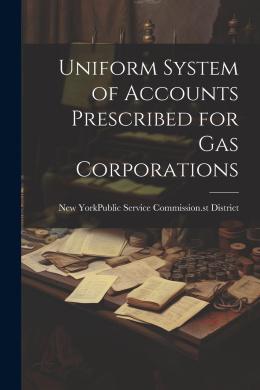 Uniform System
of Accounts
Prescribed for
Gas
Corporations
New YorkPublic Service Commission.st District